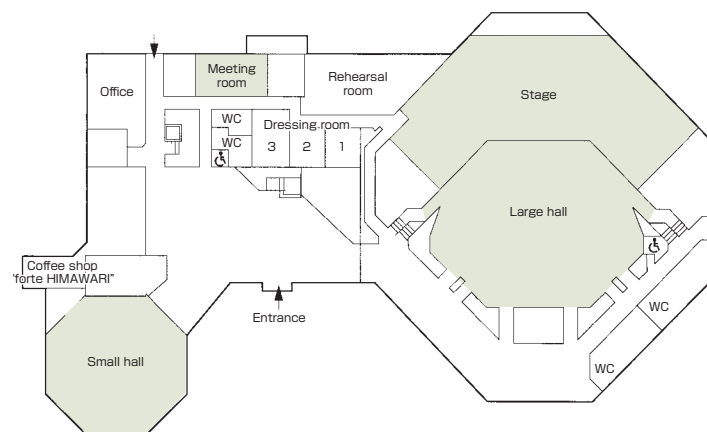 Office
Meeting
room
Rehearsal
room
Stage
WC
WC
Dressing room
3
2
1
Large hall
Coffee shop
"forte HIMAWARI"
Entrance
Small hall
WC
WC